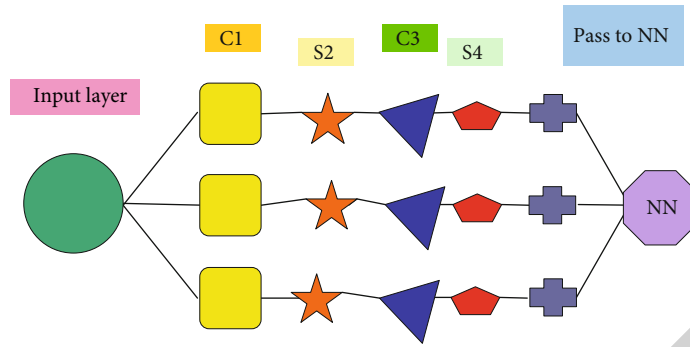 Input layer
C1
S2
C3
S4
Pass to NN
NN